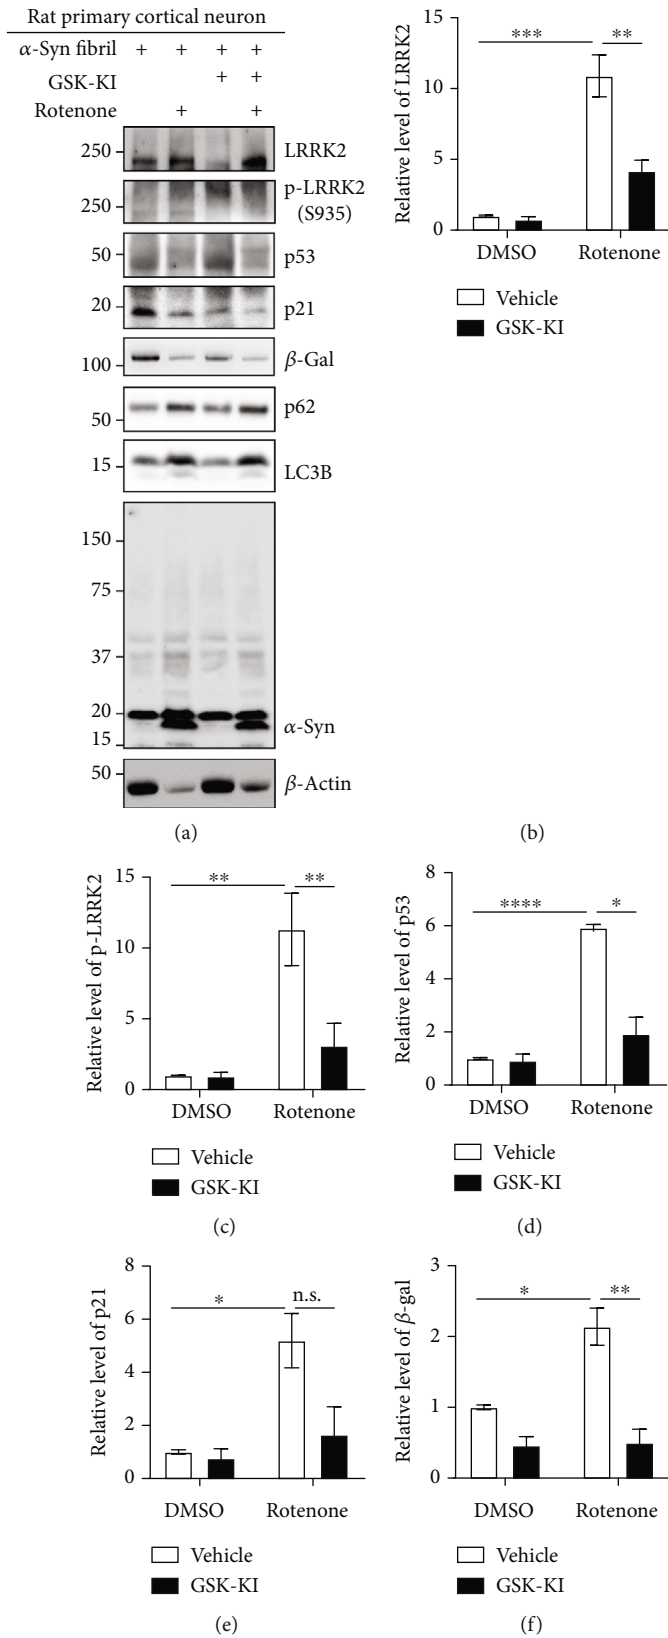 Rat primary cortical neuron
α-Syn fibril + + + +
GSK-KI + +
Rotenone + +
250 LRRK2
250 p-LRRK2
(S935)
50 p53
20 p21
100 β-Gal
50 p62
15 LC3B
150
75
37
20
15 α-Syn
50 β-Actin
(a)
Relative level of LRRK2
15
10
5
0
*** **
DMSO Rotenone
Vehicle
GSK-KI
(b)
Relative level of p-LRRK2
15
10
5
0
** **
DMSO Rotenone
Vehicle
GSK-KI
(c)
Relative level of p53
8
6
4
2
0
**** *
DMSO Rotenone
Vehicle
GSK-KI
(d)
Relative level of p21
8
6
4
2
0
* n.s.
DMSO Rotenone
Vehicle
GSK-KI
(e)
Relative level of β-gal
3
2
1
0
* **
DMSO Rotenone
Vehicle
GSK-KI
(f)